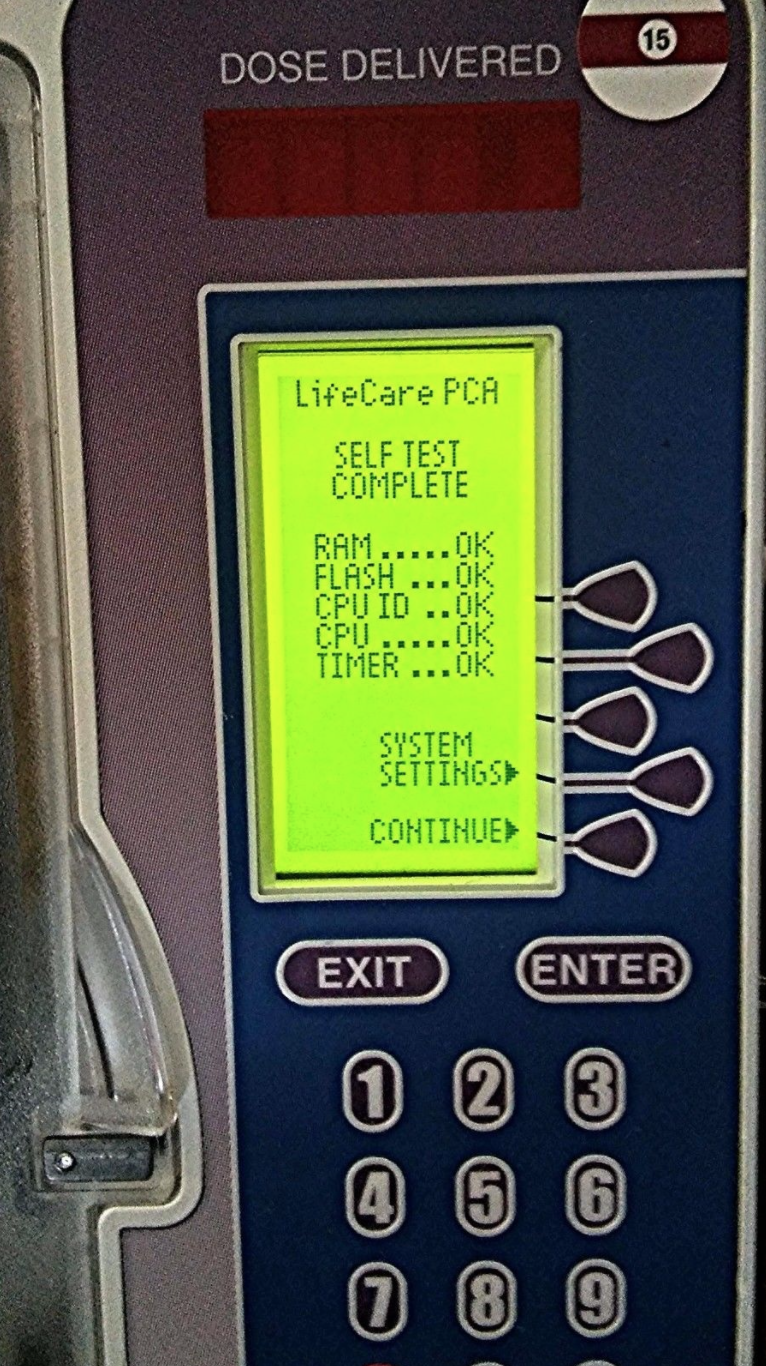 15
DOSE DELIVERED
LifeCare PCA
SELF TEST
COMPLETE
RAM.....OK
FLASH ...OK
CPU ID ..OK
CPU .....OK
TIMER ...OK
SYSTEM
SETTINGS▶
CONTINUE▶
EXIT ENTER
1 2 3
4 5 6
7 8 9